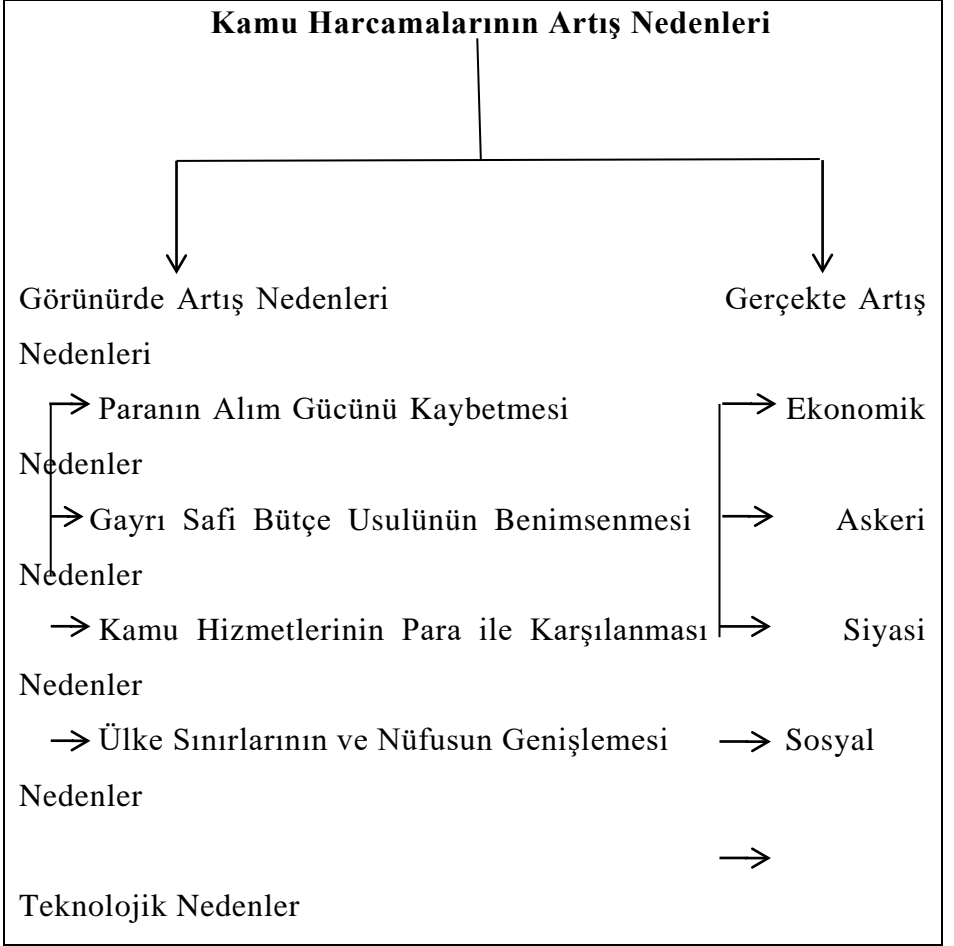 Kamu Harcamalarının Artış Nedenleri
Görünürde Artış Nedenleri Gerçekte Artış
Nedenleri
Paranın Alım Gücünü Kaybetmesi Ekonomik
Nedenler
Gayrı Safi Bütçe Usulünün Benimsenmesi Askeri
Nedenler
Kamu Hizmetlerinin Para ile Karşılanması Siyasi
Nedenler
Ülke Sınırlarının ve Nüfusun Genişlemesi Sosyal
Nedenler
Teknolojik Nedenler